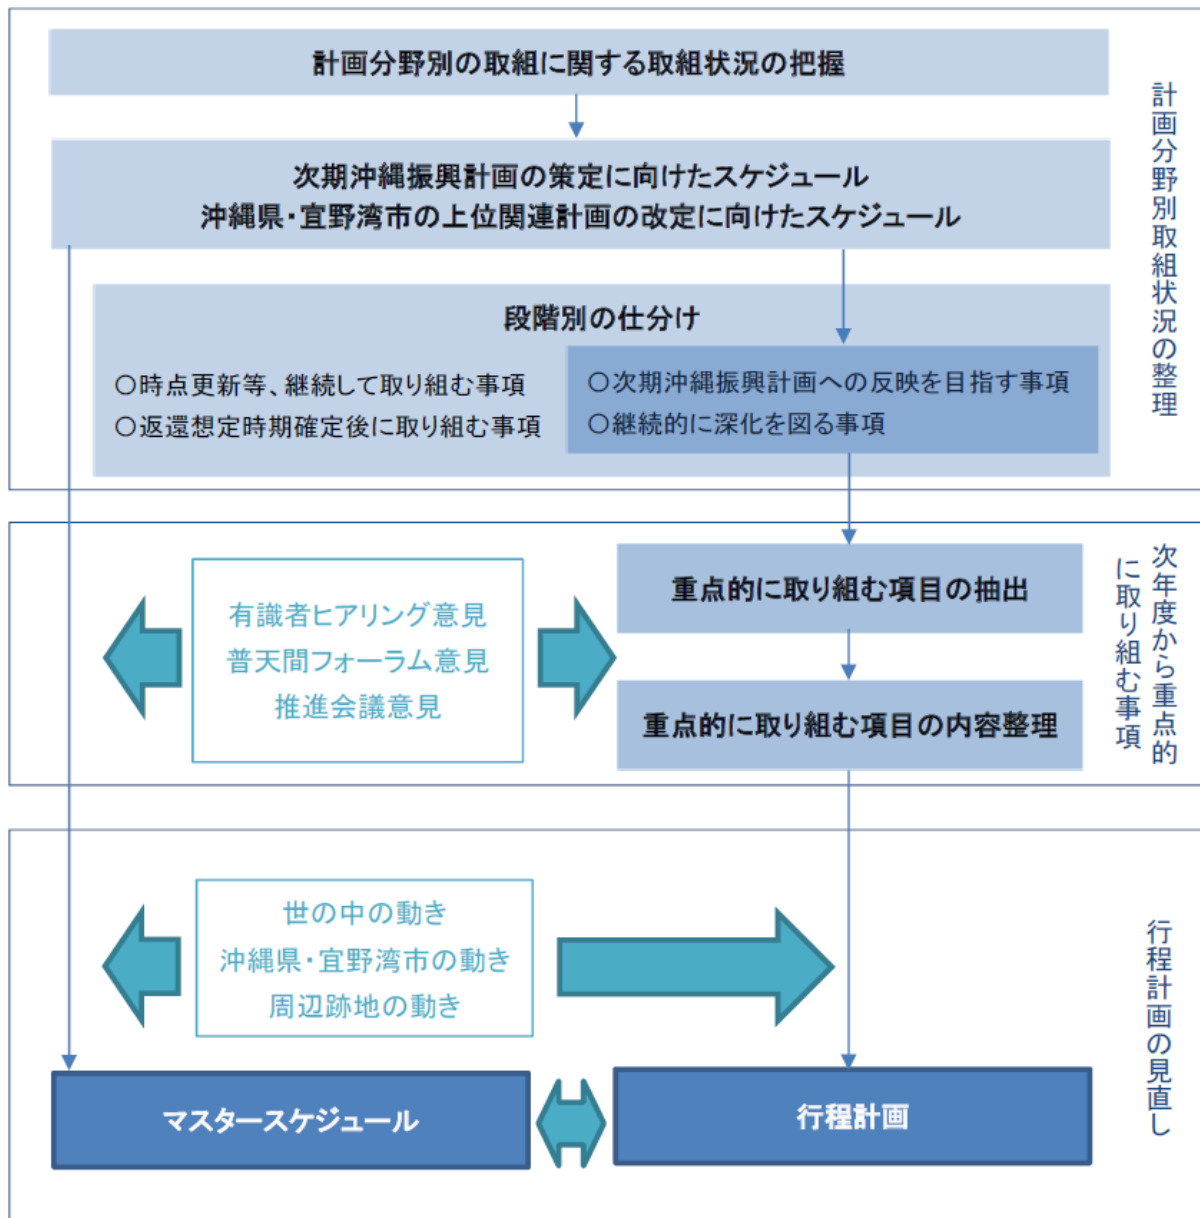 計画分野別の取組に関する取組状況の把握
次期沖縄振興計画の策定に向けたスケジュール
沖縄県・宜野湾市の上位関連計画の改定に向けたスケジュール
段階別の仕分け
○時点更新等、継続して取り組む事項
○返還想定時期確定後に取り組む事項
○次期沖縄振興計画への反映を目指す事項
○継続的に深化を図る事項
計画分野別取組状況の整理
有識者ヒアリング意見
普天間フォーラム意見
推進会議意見
重点的に取り組む項目の抽出
重点的に取り組む項目の内容整理
次年度から重点的
に取り組む事項
世の中の動き
沖縄県・宜野湾市の動き
周辺跡地の動き
マスタースケジュール
行程計画
行程計画の見直し